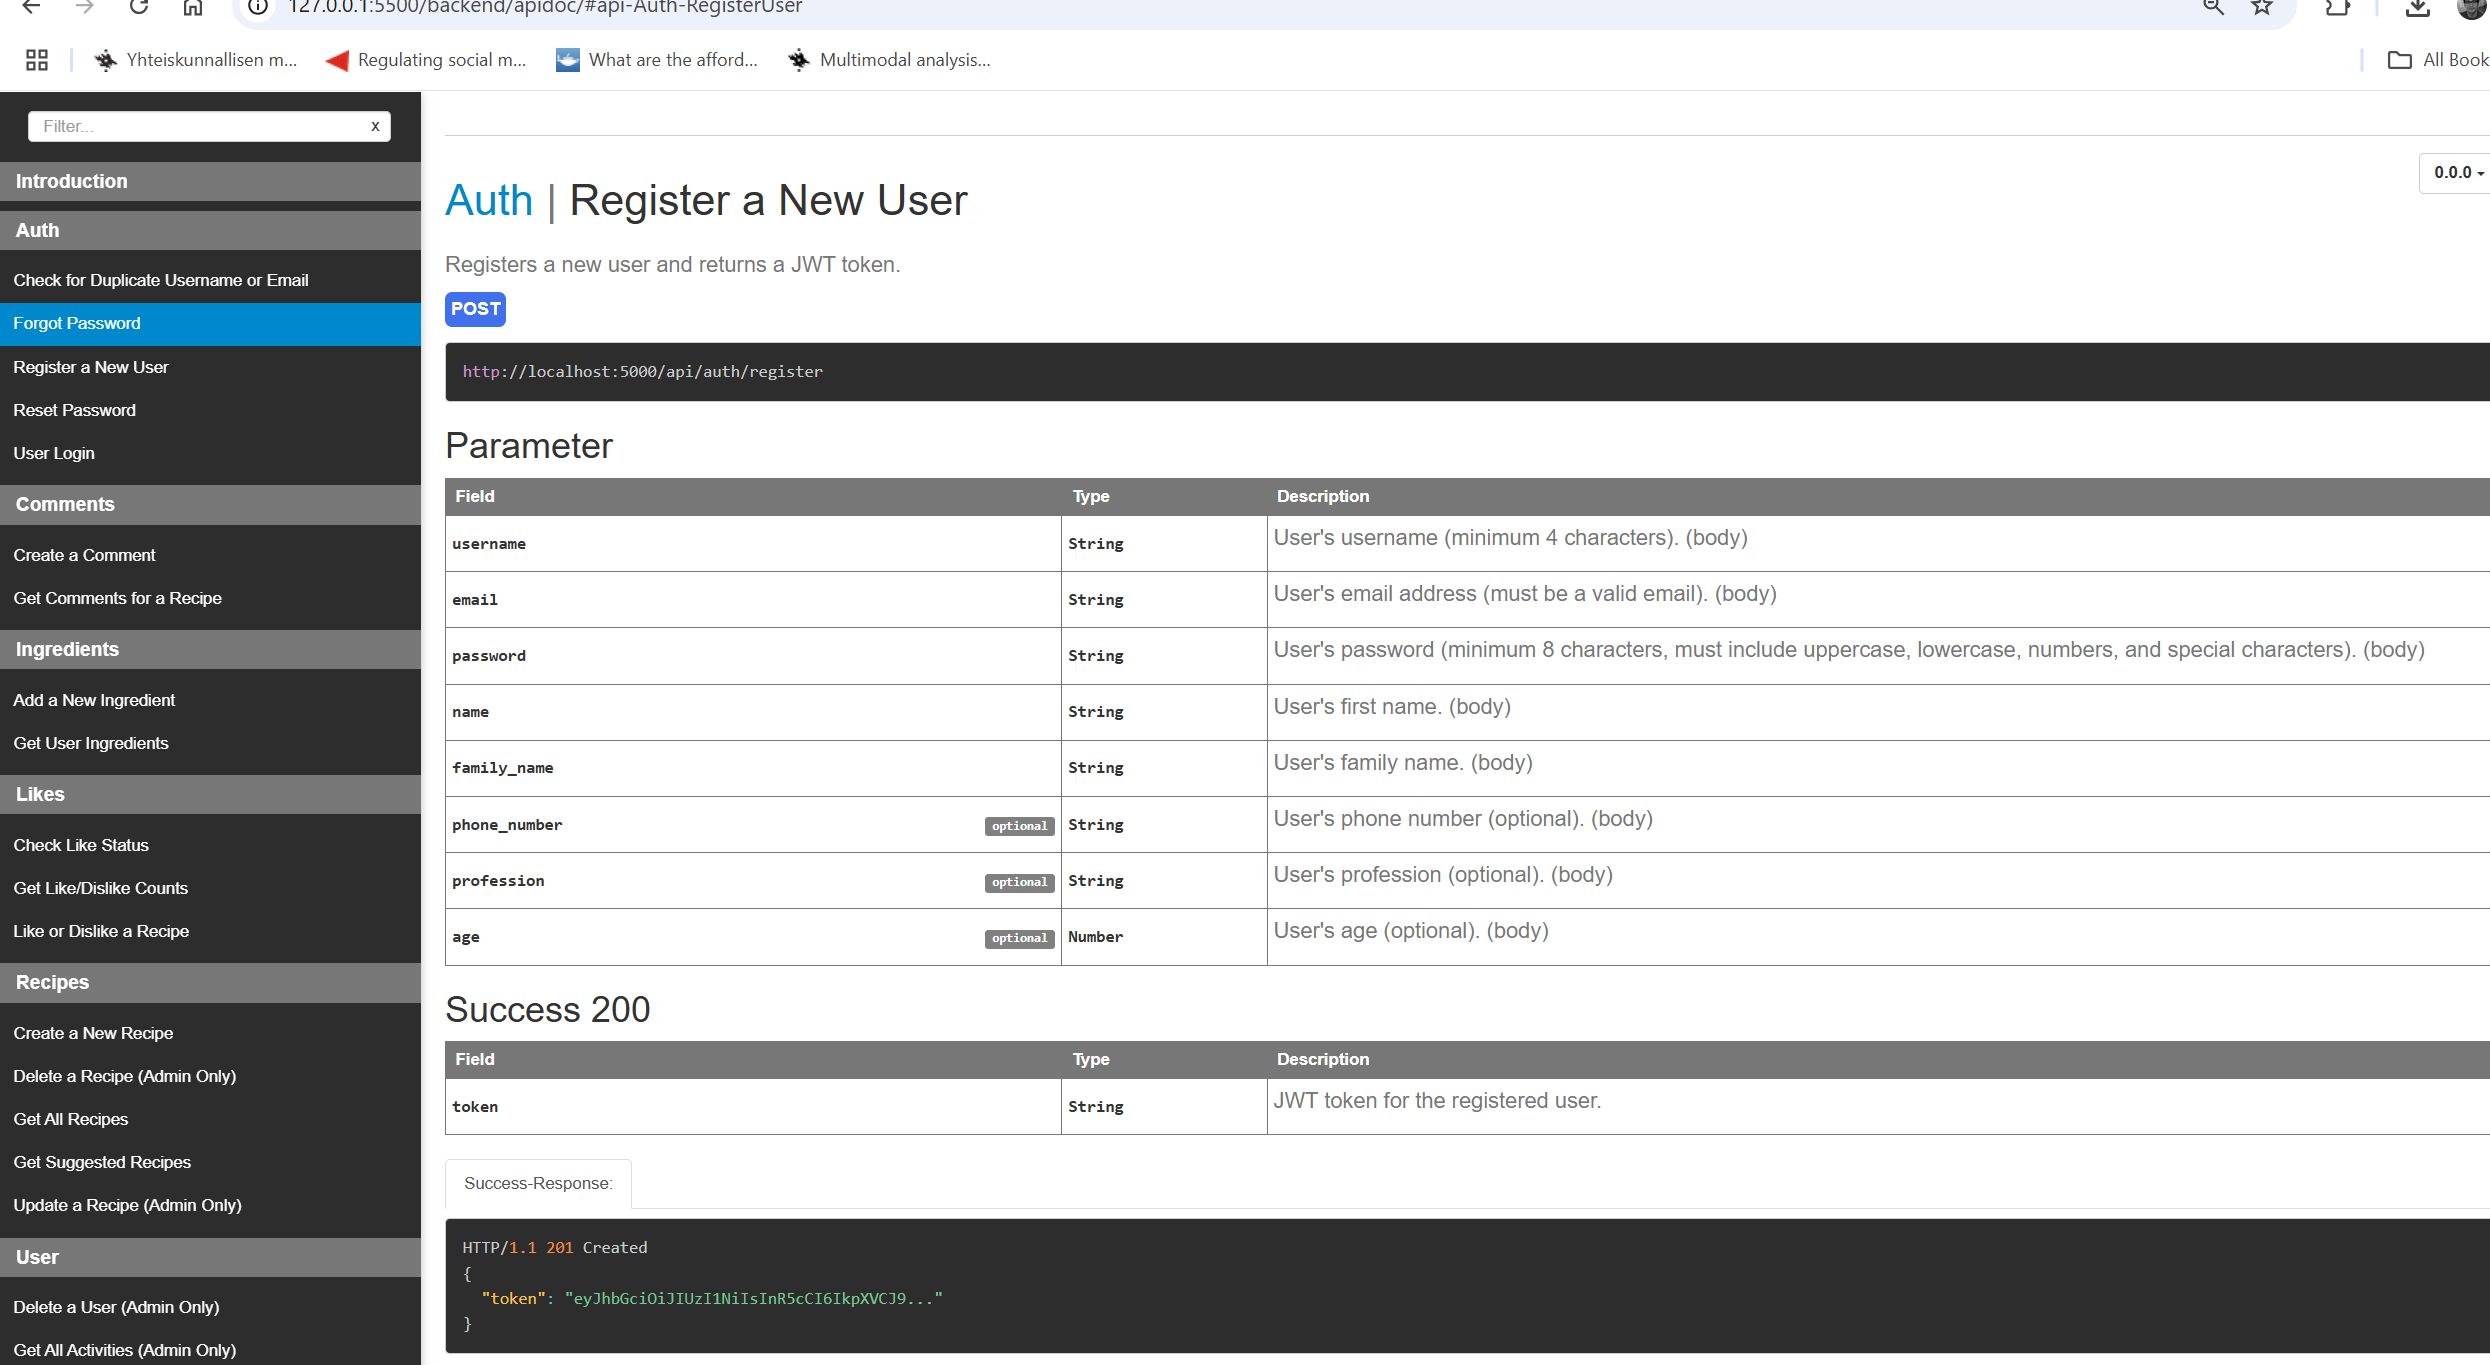 127.0.0.1:5500/backend/apidoc/#api-Auth-RegisterUser
Yhteiskunnallisen m...
Regulating social m...
What are the afford...
Multimodal analysis...
All Book
Filter...
x
Introduction
Auth
Check for Duplicate Username or Email
Forgot Password
Register a New User
Reset Password
User Login
Comments
Create a Comment
Get Comments for a Recipe
Ingredients
Add a New Ingredient
Get User Ingredients
Likes
Check Like Status
Get Like/Dislike Counts
Like or Dislike a Recipe
Recipes
Create a New Recipe
Delete a Recipe (Admin Only)
Get All Recipes
Get Suggested Recipes
Update a Recipe (Admin Only)
User
Delete a User (Admin Only)
Get All Activities (Admin Only)
0.0.0
Auth | Register a New User
Registers a new user and returns a JWT token.
POST
http://localhost:5000/api/auth/register
Parameter
Field Type Description
username String User's username (minimum 4 characters). (body)
email String User's email address (must be a valid email). (body)
password String User's password (minimum 8 characters, must include uppercase, lowercase, numbers, and special characters). (body)
name String User's first name. (body)
family_name String User's family name. (body)
phone_number optional String User's phone number (optional). (body)
profession optional String User's profession (optional). (body)
age optional Number User's age (optional). (body)
Success 200
Field Type Description
token String JWT token for the registered user.
Success-Response:
HTTP/1.1 201 Created
{
"token": "eyJhbGciOiJIUzI1NiIsInR5cCI6IkpXVCJ9..."
}